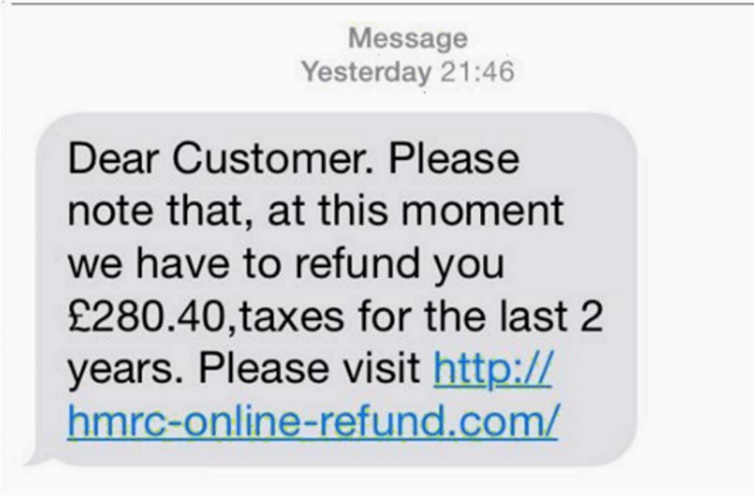 Message
Yesterday 21:46
Dear Customer. Please
note that, at this moment
we have to refund you
£280.40,taxes for the last 2
years. Please visit http://
hmrc-online-refund.com/